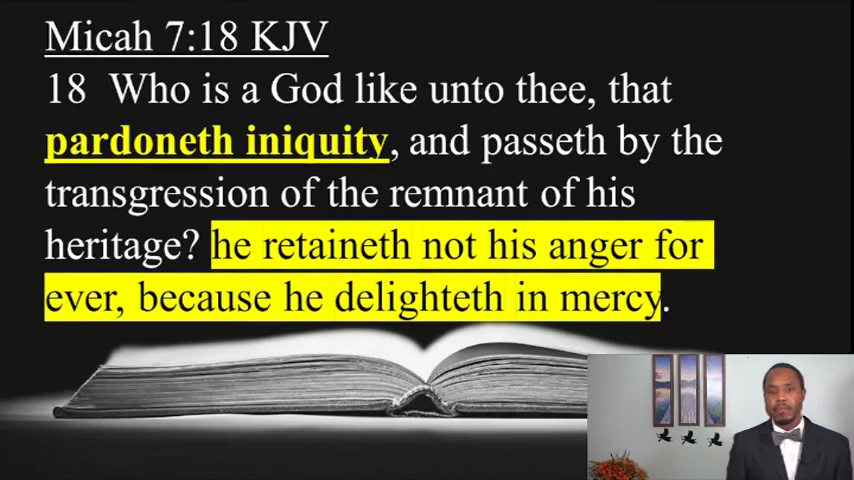 Micah 7:18 KJV
18 Who is a God like unto thee, that
pardoneth iniquity, and passeth by the
transgression of the remnant of his
heritage? he retaineth not his anger for
ever, because he delighteth in mercy.